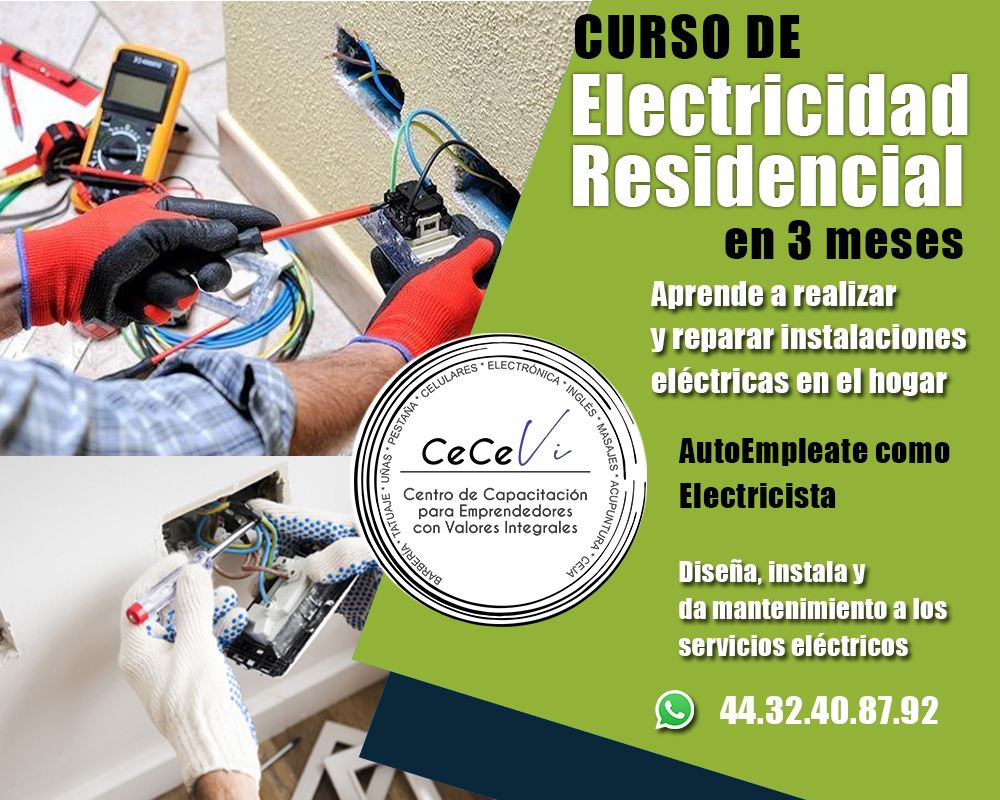 CURSO DE
Electricidad
Residencial
en 3 meses
Aprende a realizar
y reparar instalaciones
eléctricas en el hogar
AutoEmpleate como
Electricista
Diseña, instala y
da mantenimiento a los
servicios eléctricos
44.32.40.87.92
BARBERÍA * TATUAJE * UÑAS * PESTAÑA * CELULARES * ELECTRÓNICA * INGLÉS * MASAJES * ACUPUNTURA * CEJA
CeCeVi
Centro de Capacitación
para Emprendedores
con Valores Integrales